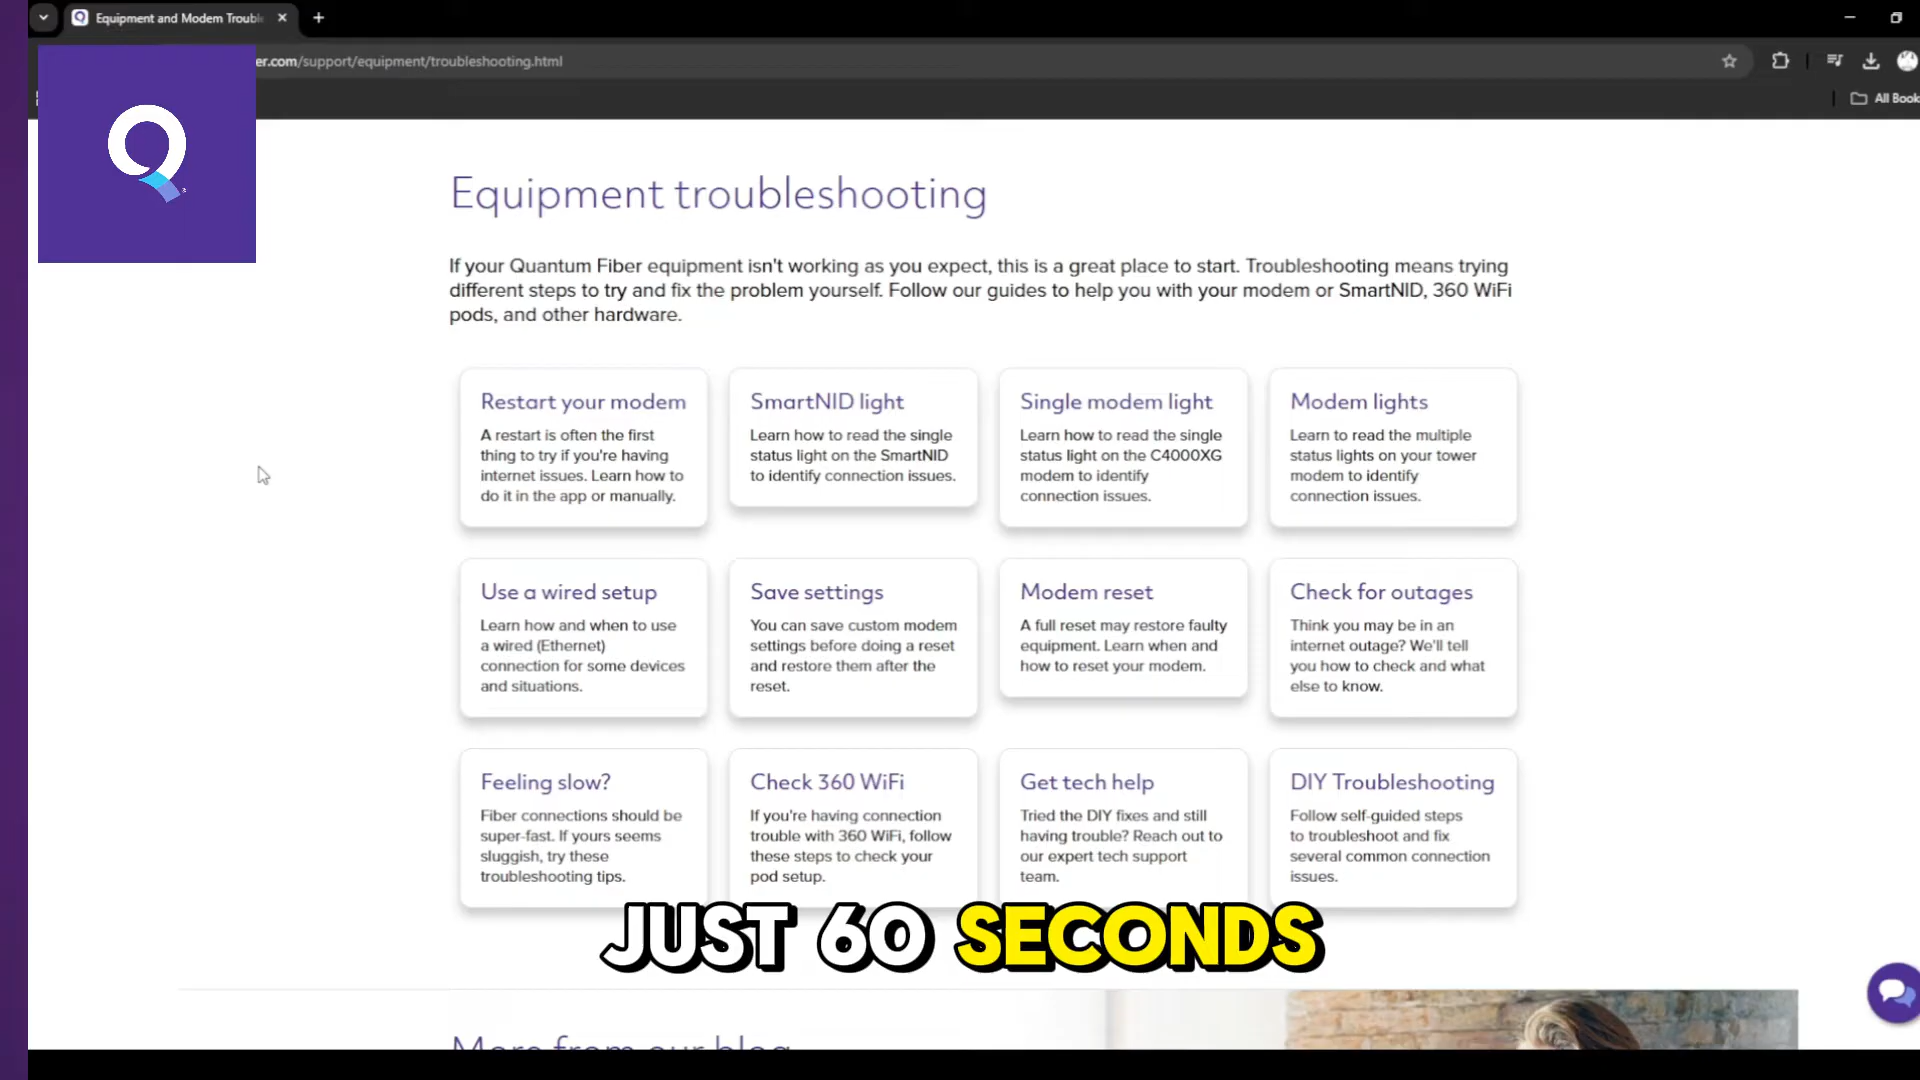 Equipment and Modem Troubl
er.com/support/equipment/troubleshooting.html
All Book
Equipment troubleshooting
If your Quantum Fiber equipment isn't working as you expect, this is a great place to start. Troubleshooting means trying
different steps to try and fix the problem yourself. Follow our guides to help you with your modem or SmartNID, 360 WiFi
pods, and other hardware.
Restart your modem
A restart is often the first
thing to try if you're having
internet issues. Learn how to
do it in the app or manually.
SmartNID light
Learn how to read the single
status light on the SmartNID
to identify connection issues.
Single modem light
Learn how to read the single
status light on the C4000XG
modem to identify
connection issues.
Modem lights
Learn to read the multiple
status lights on your tower
modem to identify
connection issues.
Use a wired setup
Learn how and when to use
a wired (Ethernet)
connection for some devices
and situations.
Save settings
You can save custom modem
settings before doing a reset
and restore them after the
reset.
Modem reset
A full reset may restore faulty
equipment. Learn when and
how to reset your modem.
Check for outages
Think you may be in an
internet outage? We'll tell
you how to check and what
else to know.
Feeling slow?
Fiber connections should be
super-fast. If yours seems
sluggish, try these
troubleshooting tips.
Check 360 WiFi
If you're having connection
trouble with 360 WiFi, follow
these steps to check your
pod setup.
Get tech help
Tried the DIY fixes and still
having trouble? Reach out to
our expert tech support
team.
DIY Troubleshooting
Follow self-guided steps
to troubleshoot and fix
several common connection
issues.
JUST 60 SECONDS
More from our blog